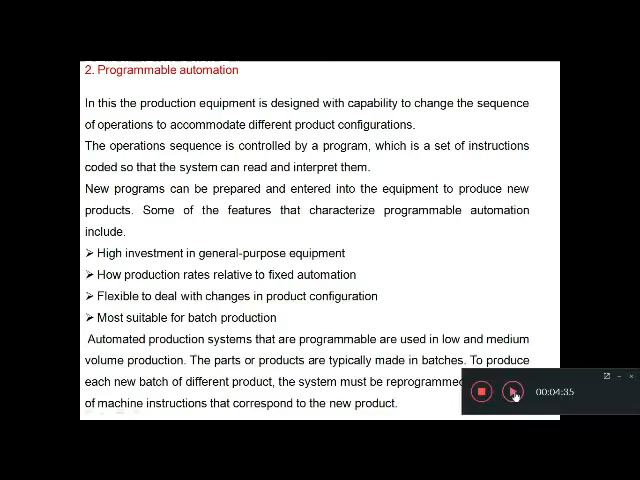 2. Programmable automation
In this the production equipment is designed with capability to change the sequence
of operations to accommodate different product configurations.
The operations sequence is controlled by a program, which is a set of instructions
coded so that the system can read and interpret them.
New programs can be prepared and entered into the equipment to produce new
products. Some of the features that characterize programmable automation
include.
➢ High investment in general-purpose equipment
➢ How production rates relative to fixed automation
➢ Flexible to deal with changes in product configuration
➢ Most suitable for batch production
Automated production systems that are programmable are used in low and medium
volume production. The parts or products are typically made in batches. To produce
each new batch of different product, the system must be reprogrammed
of machine instructions that correspond to the new product.
00:04:35